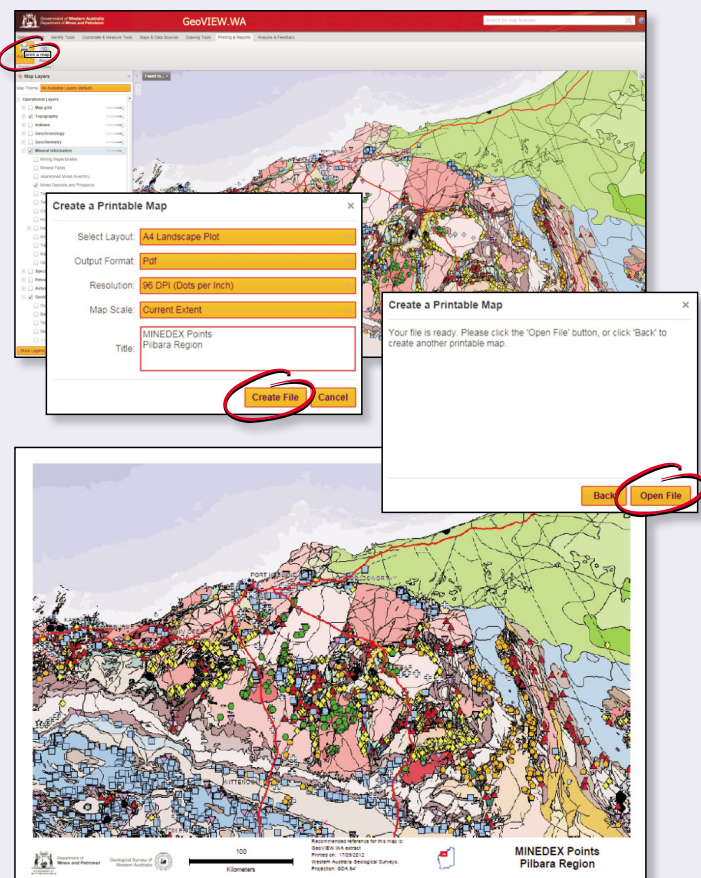 Government of Western Australia
Department of Mines and Petroleum
GeoVIEW.WA
Search for map features...
Identify Tools
Coordinate & Measure Tools
Maps & Data Sources
Drawing Tools
Printing & Reports
Analysis & Feedback
Print a map
Map Layers
I want to...
Map Theme: All Available Layers (default)
Operational Layers
Map grid
Topography
Indexes
Geochronology
Geochemistry
Mineral Information
Mining Inspectorates
Mineral Fields
Abandoned Mines Inventory
Mines Deposits and Prospects
Create a Printable Map
Select Layout: A4 Landscape Plot
Output Format: Pdf
Resolution: 96 DPI (Dots per Inch)
Map Scale: Current Extent
Title: MINEDEX Points
Pilbara Region
Create File
Cancel
Create a Printable Map
Your file is ready. Please click the 'Open File' button, or click 'Back' to
create another printable map.
Back
Open File
Department of
Mines and Petroleum
Geological Survey of
Western Australia
100
Kilometers
Recommended reference for this map is:
GeoVIEW.WA extract
Printed on: 17/05/2012
Western Australia Geological Surveys.
Projection: GDA 94'
MINEDEX Points
Pilbara Region